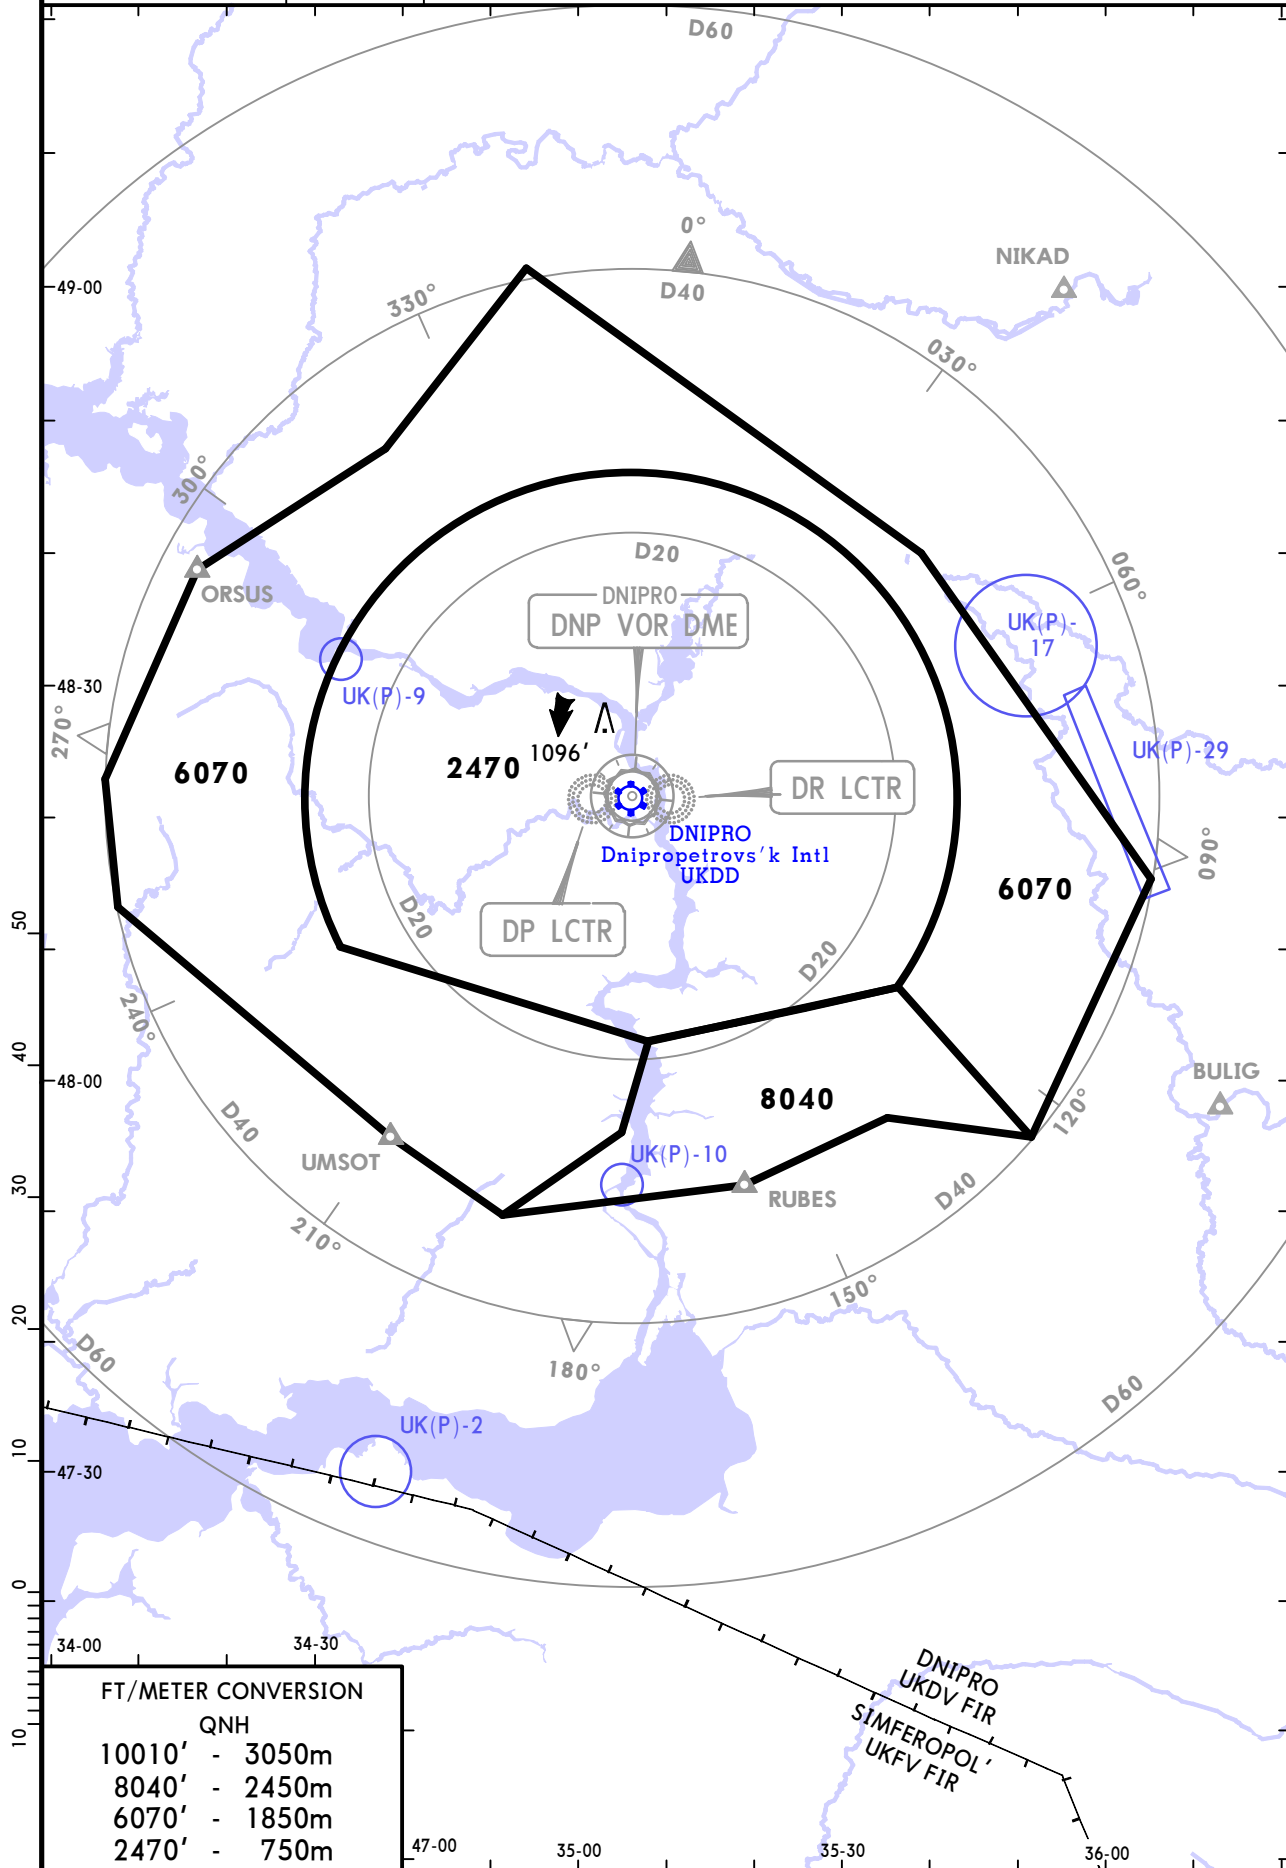 D60
0°
NIKAD
49-00
330°
D40
030°
300°
ORSUS
D20
060°
DNIPRO
DNP VOR DME
UK(P)-
17
48-30
UK(P)-9
270°
6070
2470
1096'
UK(P)-29
DR LCTR
DNIPRO
Dnipropetrovs'k Intl
UKDD
090°
6070
50
D20
DP LCTR
D20
240°
40
48-00
8040
BULIG
D40
120°
UMSOT
UK(P)-10
30
RUBES
D40
210°
150°
20
D60
180°
D60
UK(P)-2
10
47-30
0
34-00
34-30
DNIPRO
UKDV FIR
SIMFEROPOL'
UKFV FIR
10
FT/METER CONVERSION
QNH
10010' - 3050m
8040' - 2450m
6070' - 1850m
2470' - 750m
47-00
35-00
35-30
36-00